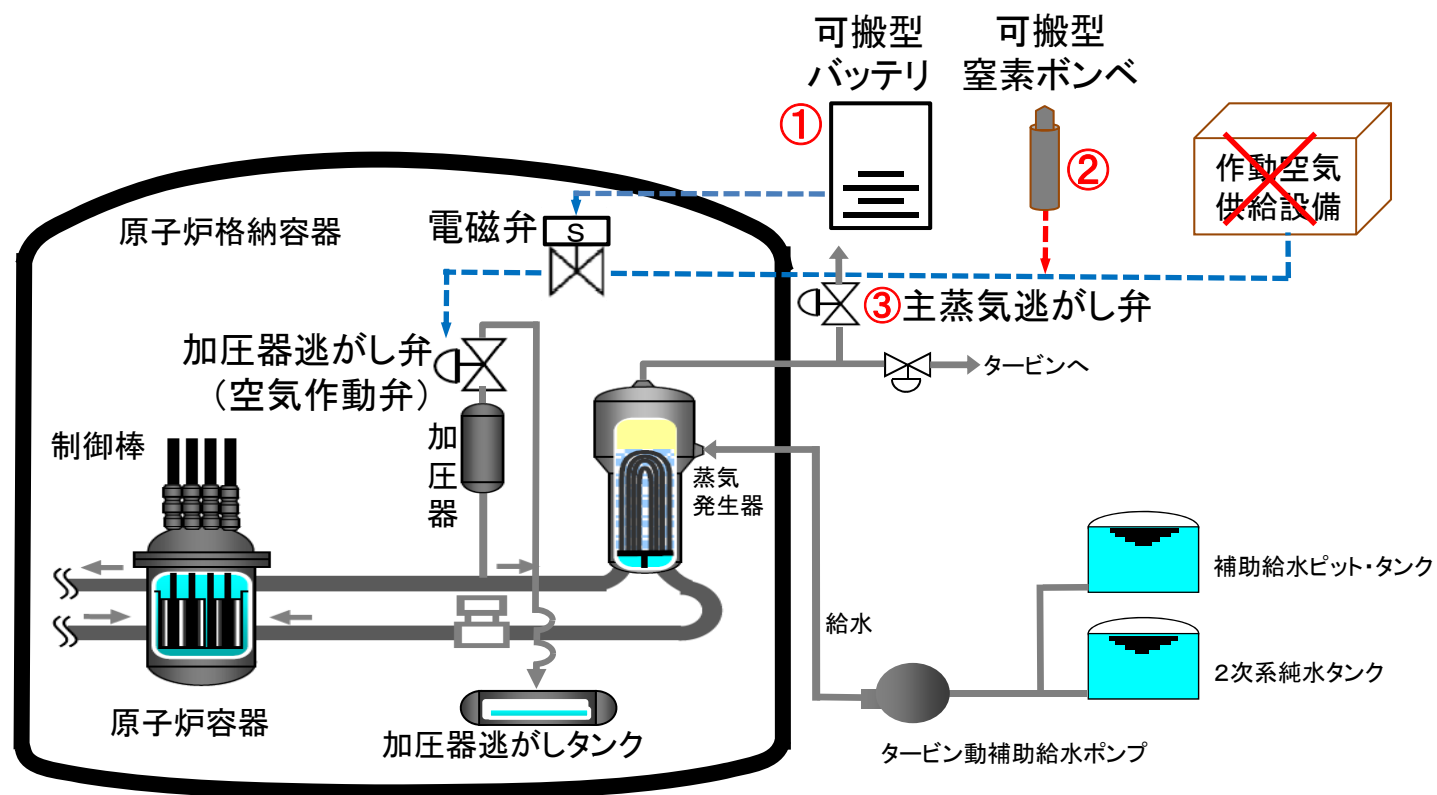 可搬型
バッテリ
①
可搬型
窒素ボンベ
②
作動空気
供給設備
原子炉格納容器
電磁弁
S
③主蒸気逃がし弁
加圧器逃がし弁
(空気作動弁)
タービンへ
制御棒
加
圧
器
蒸気
発生器
補助給水ピット・タンク
給水
2次系純水タンク
原子炉容器
加圧器逃がしタンク
タービン動補助給水ポンプ